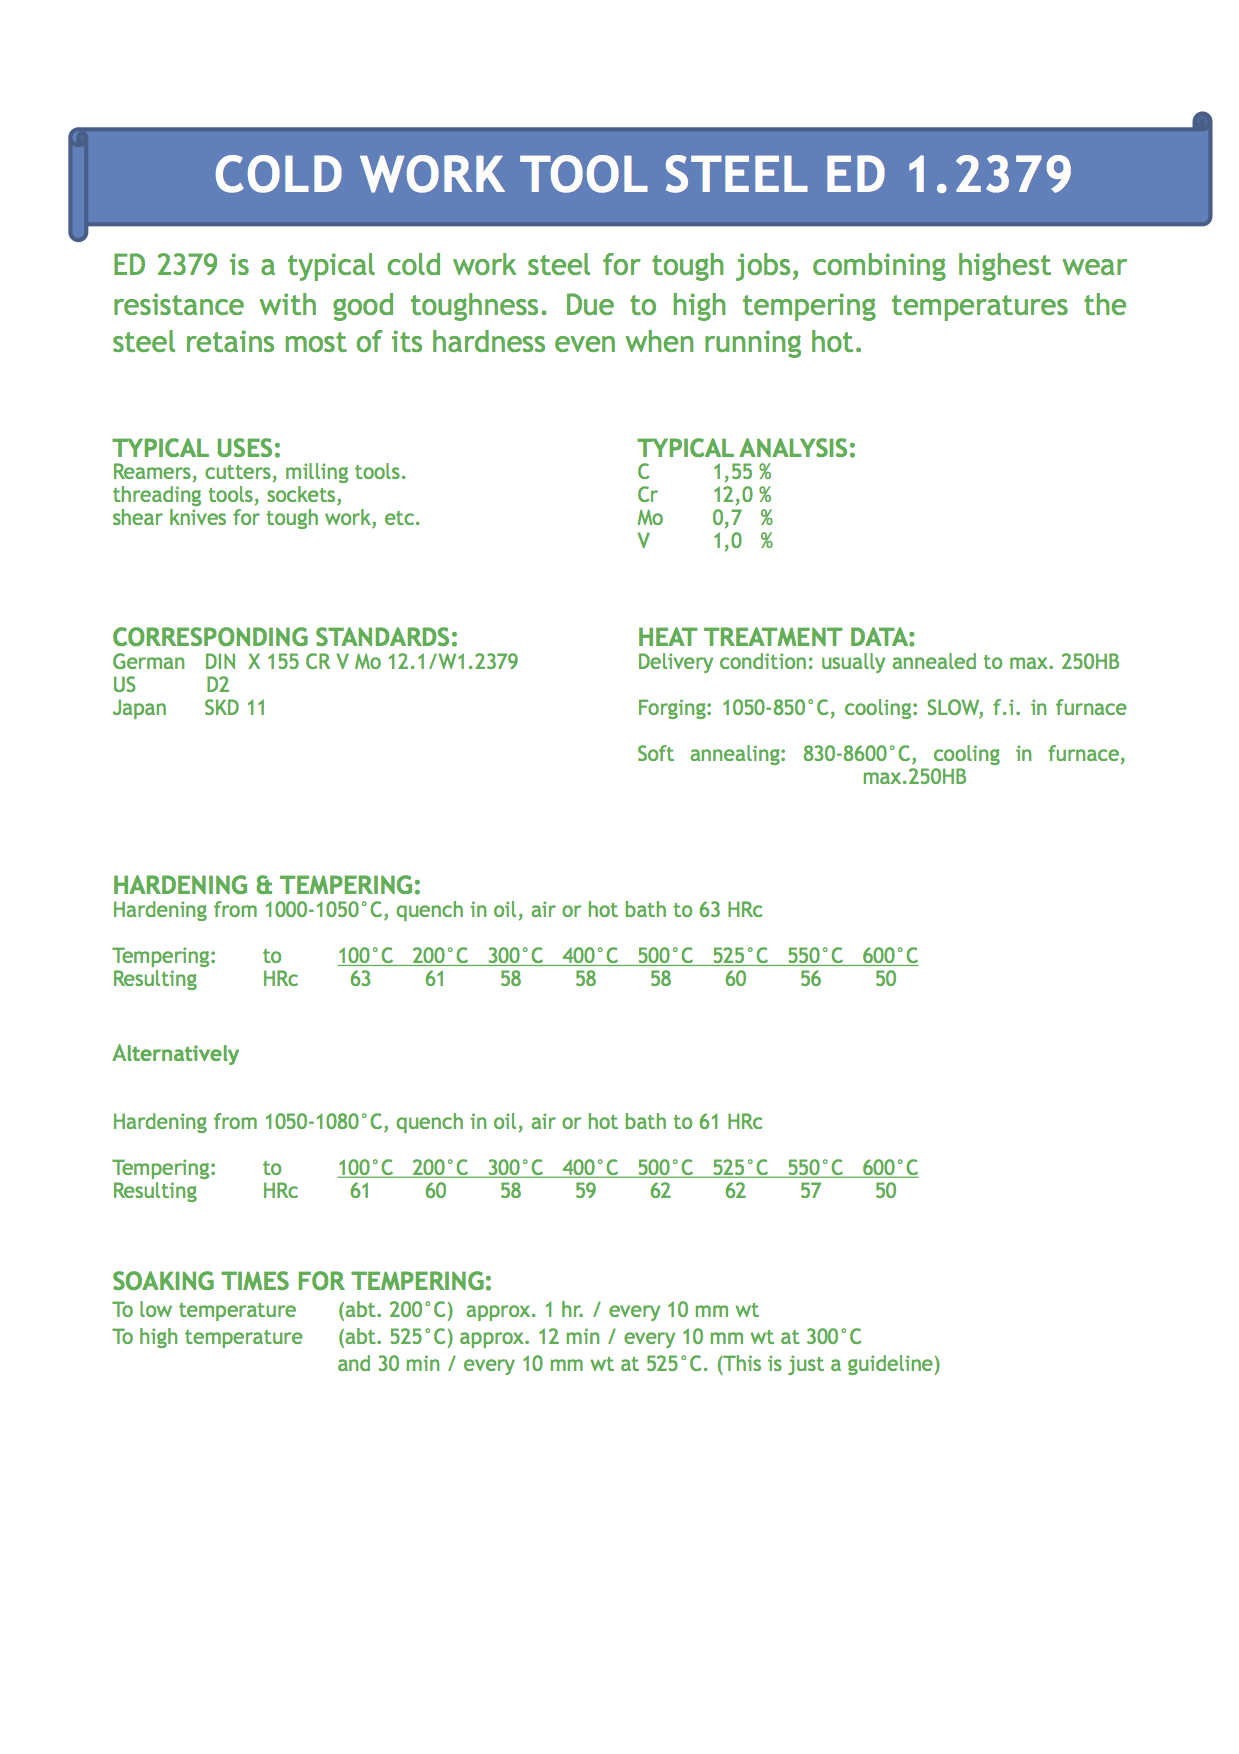 COLD WORK TOOL STEEL ED 1.2379
ED 2379 is a typical cold work steel for tough jobs, combining highest wear
resistance with good toughness. Due to high tempering temperatures the
steel retains most of its hardness even when running hot.
TYPICAL USES:
Reamers, cutters, milling tools.
threading tools, sockets,
shear knives for tough work, etc.
TYPICAL ANALYSIS:
C 1,55 %
Cr 12,0 %
Mo 0,7 %
V 1,0 %
CORRESPONDING STANDARDS:
German DIN X 155 CR V Mo 12.1/W1.2379
US D2
Japan SKD 11
HEAT TREATMENT DATA:
Delivery condition: usually annealed to max. 250HB
Forging: 1050-850°C, cooling: SLOW, f.i. in furnace
Soft annealing: 830-8600°C, cooling in furnace,
max.250HB
HARDENING & TEMPERING:
Hardening from 1000-1050°C, quench in oil, air or hot bath to 63 HRc
Tempering: to 100°C 200°C 300°C 400°C 500°C 525°C 550°C 600°C
Resulting HRc 63 61 58 58 58 60 56 50
Alternatively
Hardening from 1050-1080°C, quench in oil, air or hot bath to 61 HRc
Tempering: to 100°C 200°C 300°C 400°C 500°C 525°C 550°C 600°C
Resulting HRc 61 60 58 59 62 62 57 50
SOAKING TIMES FOR TEMPERING:
To low temperature (abt. 200°C) approx. 1 hr. / every 10 mm wt
To high temperature (abt. 525°C) approx. 12 min / every 10 mm wt at 300°C
and 30 min / every 10 mm wt at 525°C. (This is just a guideline)